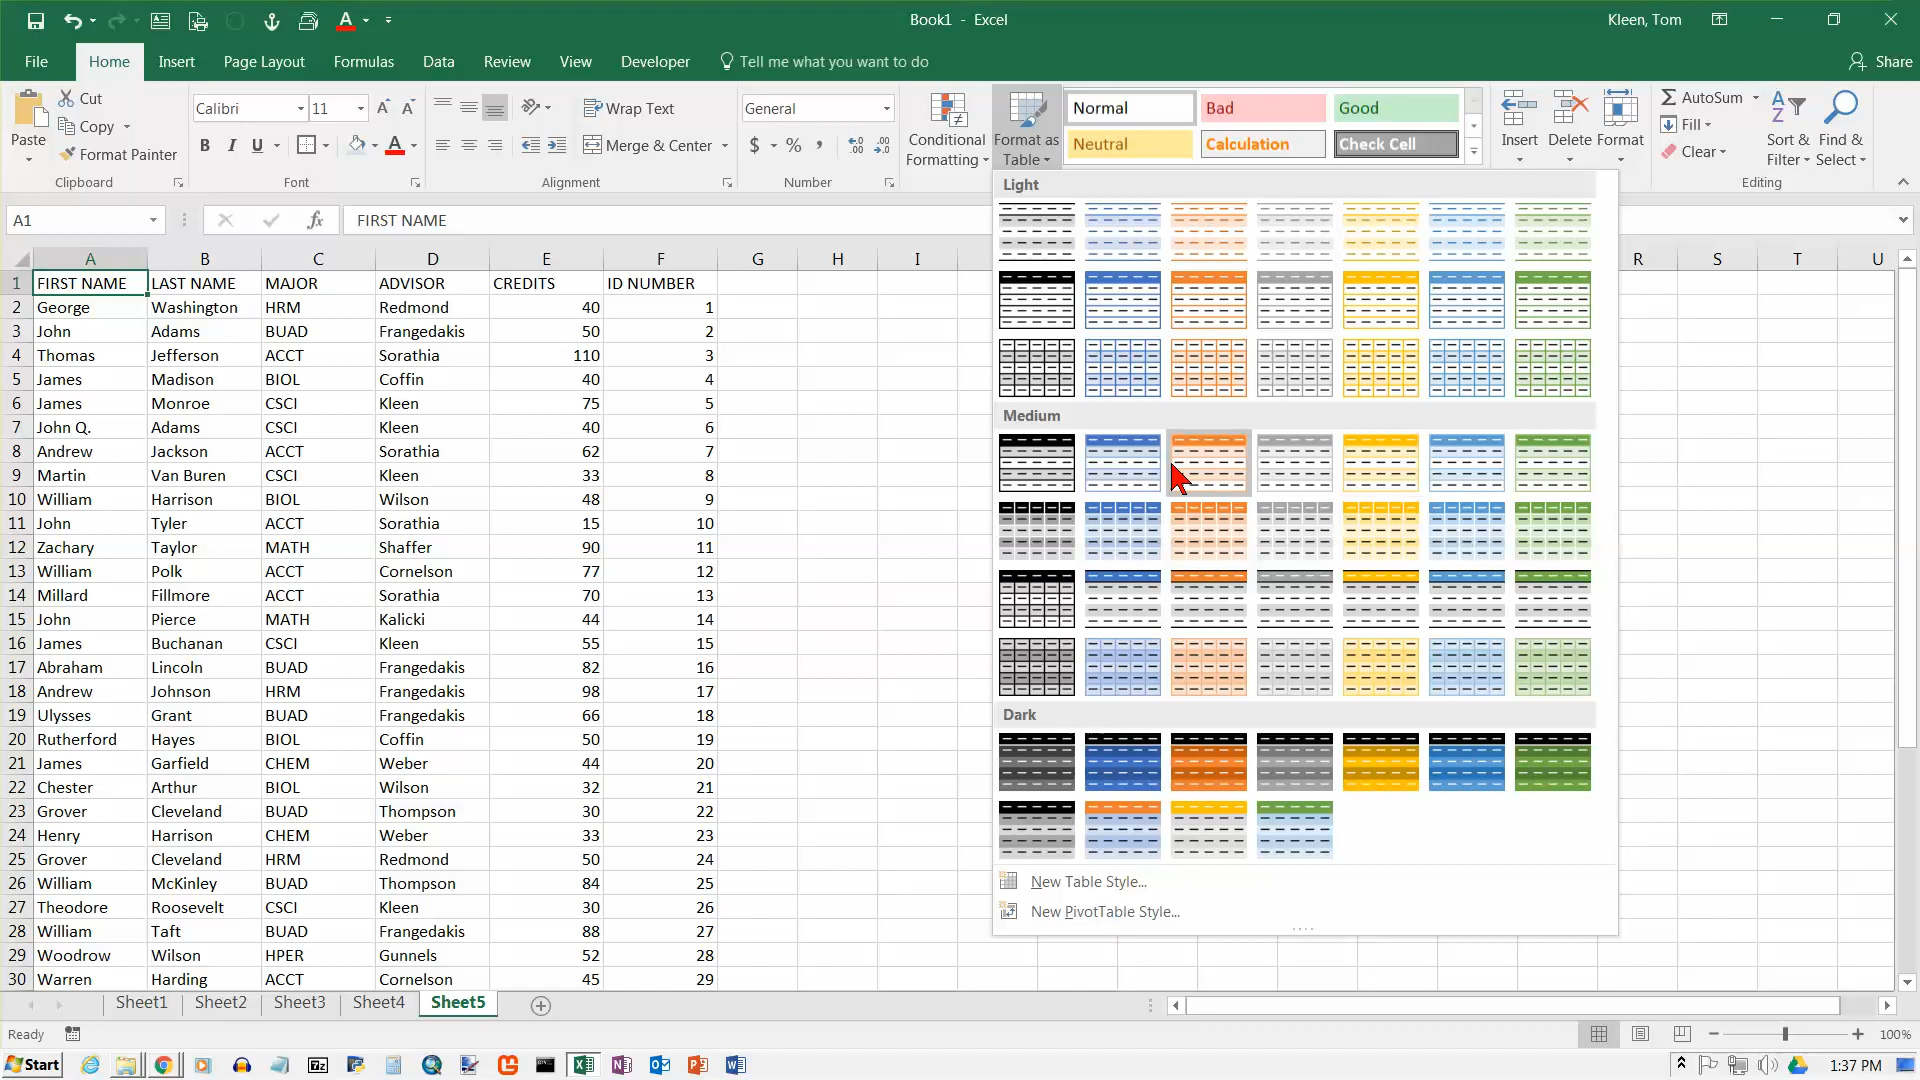 Book1 - Excel
Kleen, Tom
File Home Insert Page Layout Formulas Data Review View Developer Tell me what you want to do Share
Paste
Cut
Copy
Format Painter
Clipboard
Calibri 11
B I U
Font
Wrap Text
Merge & Center
Alignment
General
$ % ,
Number
Conditional Formatting
Format as Table
Normal Bad Good
Neutral Calculation Check Cell
Insert Delete Format
AutoSum
Fill
Clear
Sort & Filter
Find & Select
Editing
A1 fx FIRST NAME
A B C D E F G H I R S T U
1 FIRST NAME LAST NAME MAJOR ADVISOR CREDITS ID NUMBER
2 George Washington HRM Redmond 40 1
3 John Adams BUAD Frangedakis 50 2
4 Thomas Jefferson ACCT Sorathia 110 3
5 James Madison BIOL Coffin 40 4
6 James Monroe CSCI Kleen 75 5
7 John Q. Adams CSCI Kleen 40 6
8 Andrew Jackson ACCT Sorathia 62 7
9 Martin Van Buren CSCI Kleen 33 8
10 William Harrison BIOL Wilson 48 9
11 John Tyler ACCT Sorathia 15 10
12 Zachary Taylor MATH Shaffer 90 11
13 William Polk ACCT Cornelson 77 12
14 Millard Fillmore ACCT Sorathia 70 13
15 John Pierce MATH Kalicki 44 14
16 James Buchanan CSCI Kleen 55 15
17 Abraham Lincoln BUAD Frangedakis 82 16
18 Andrew Johnson HRM Frangedakis 98 17
19 Ulysses Grant BUAD Frangedakis 66 18
20 Rutherford Hayes BIOL Coffin 50 19
21 James Garfield CHEM Weber 44 20
22 Chester Arthur BIOL Wilson 32 21
23 Grover Cleveland BUAD Thompson 30 22
24 Henry Harrison CHEM Weber 33 23
25 Grover Cleveland HRM Redmond 50 24
26 William McKinley BUAD Thompson 84 25
27 Theodore Roosevelt CSCI Kleen 30 26
28 William Taft BUAD Frangedakis 88 27
29 Woodrow Wilson HPER Gunnels 52 28
30 Warren Harding ACCT Cornelson 45 29
Light
Medium
Dark
New Table Style...
New PivotTable Style...
Sheet1 Sheet2 Sheet3 Sheet4 Sheet5
Ready
100%
Start
1:37 PM